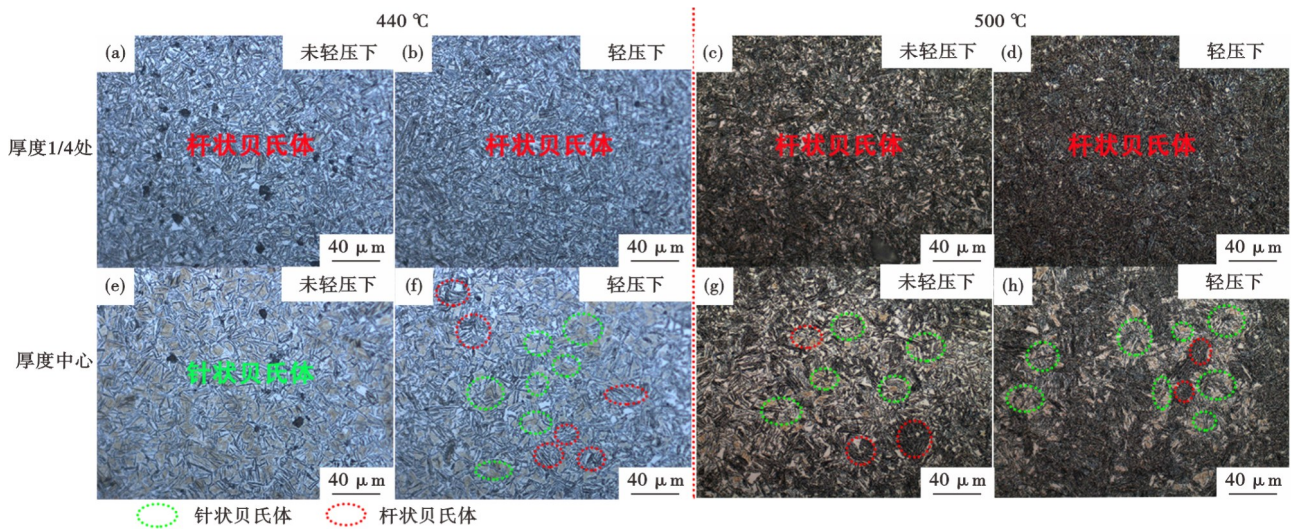 440 ℃
500 ℃
(a)
未轻压下
(b)
轻压下
(c)
未轻压下
(d)
轻压下
厚度1/4处
杆状贝氏体
杆状贝氏体
杆状贝氏体
杆状贝氏体
40 μm
40 μm
40 μm
40 μm
(e)
未轻压下
(f)
轻压下
(g)
未轻压下
(h)
轻压下
厚度中心
针状贝氏体
40 μm
40 μm
40 μm
40 μm
针状贝氏体
杆状贝氏体